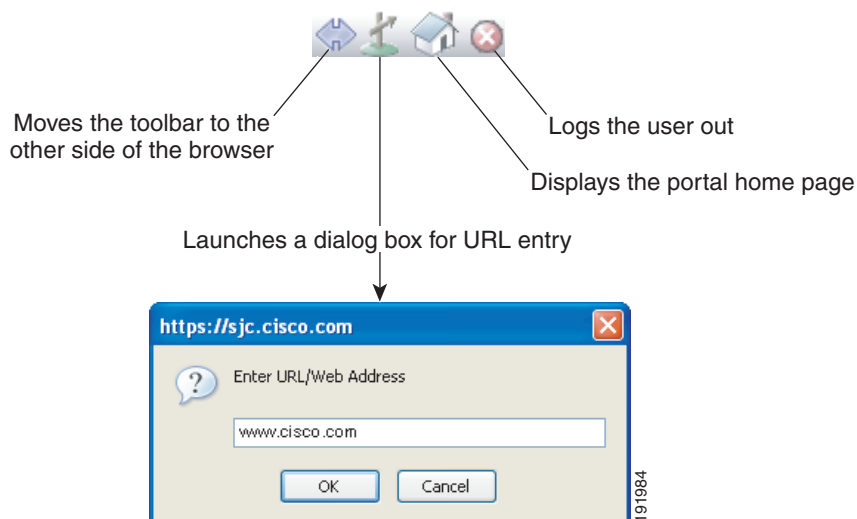 Moves the toolbar to the
other side of the browser
Logs the user out
Displays the portal home page
Launches a dialog box for URL entry
https://sjc.cisco.com
Enter URL/Web Address
www.cisco.com
OK
Cancel
191984